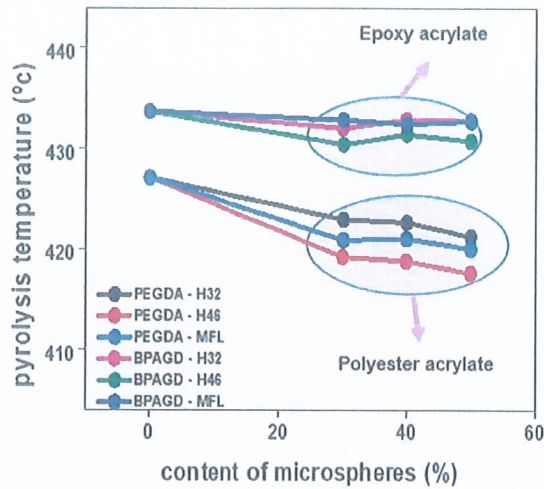 Epoxy acrylate
440
430
420
410
pyrolysis temperature (°c)
PEGDA - H32
PEGDA - H46
PEGDA - MFL
BPAGD - H32
BPAGD - H46
BPAGD - MFL
Polyester acrylate
0
20
40
60
content of microspheres (%)